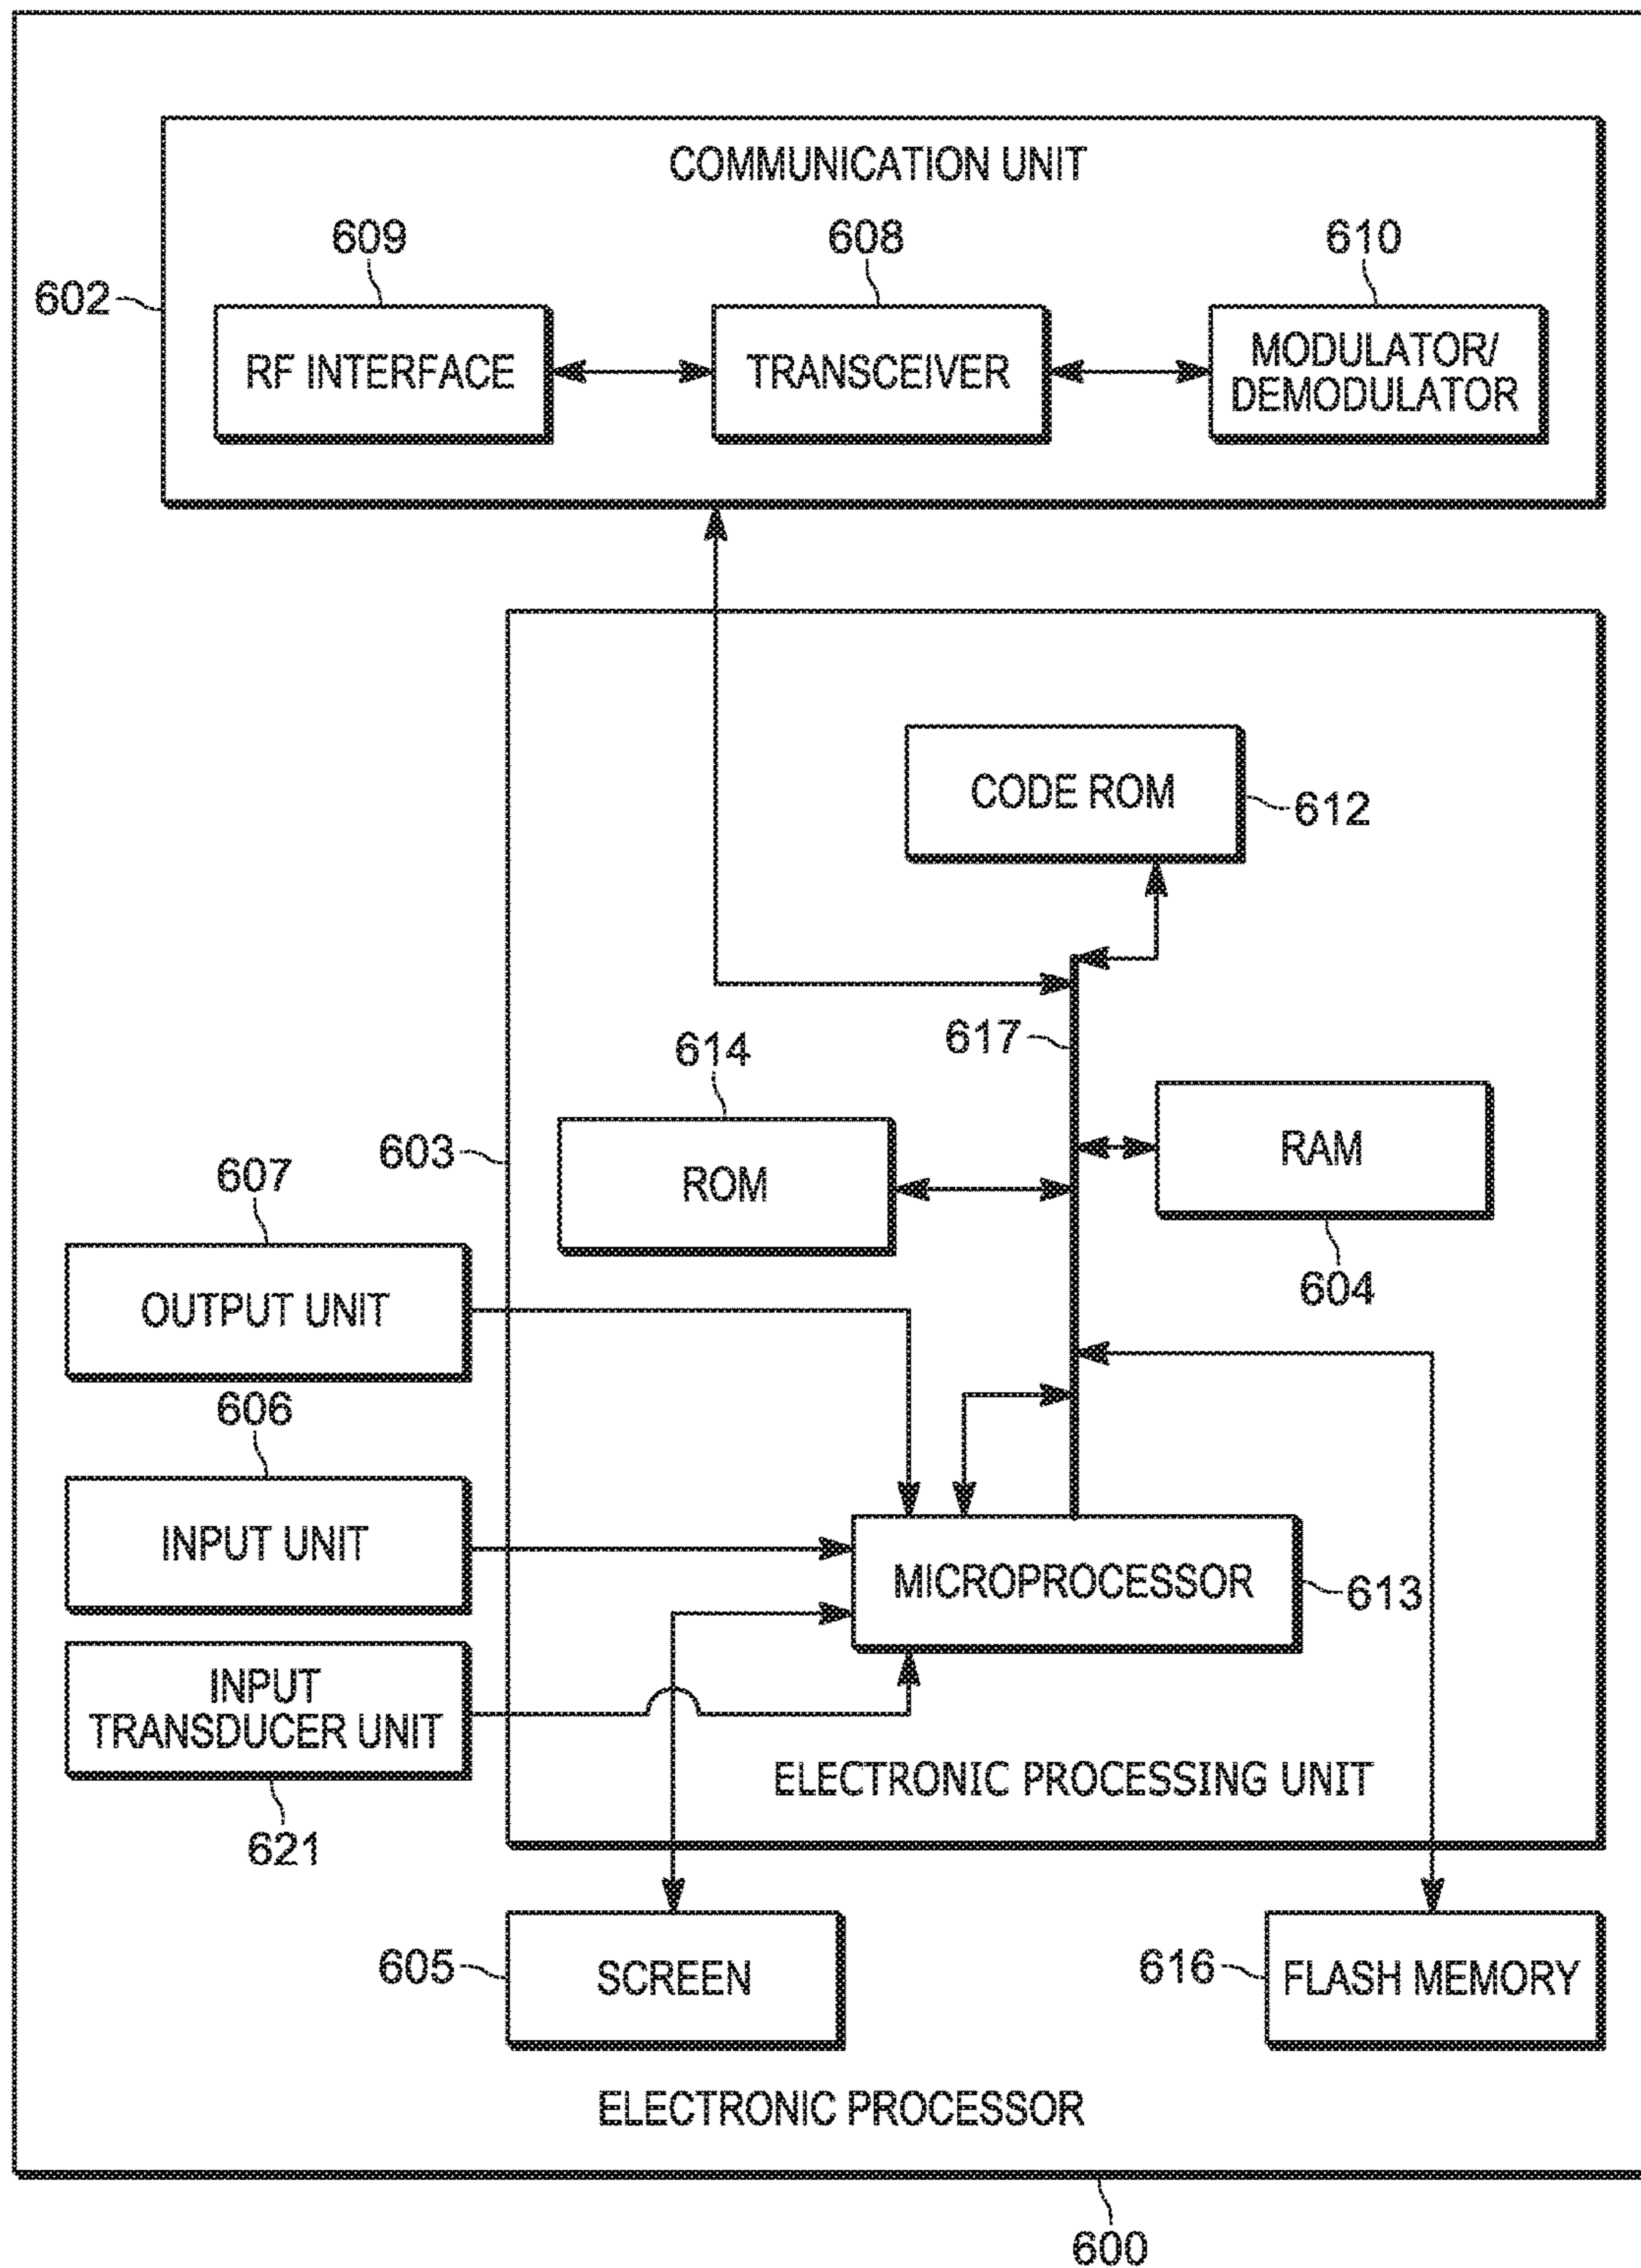 COMMUNICATION UNIT
609
608
610
602
RF INTERFACE
TRANSCEIVER
MODULATOR/
DEMODULATOR
CODE ROM
612
617
614
603
ROM
RAM
604
607
OUTPUT UNIT
606
INPUT UNIT
MICROPROCESSOR
613
INPUT
TRANSDUCER UNIT
621
ELECTRONIC PROCESSING UNIT
605
SCREEN
616
FLASH MEMORY
ELECTRONIC PROCESSOR
600